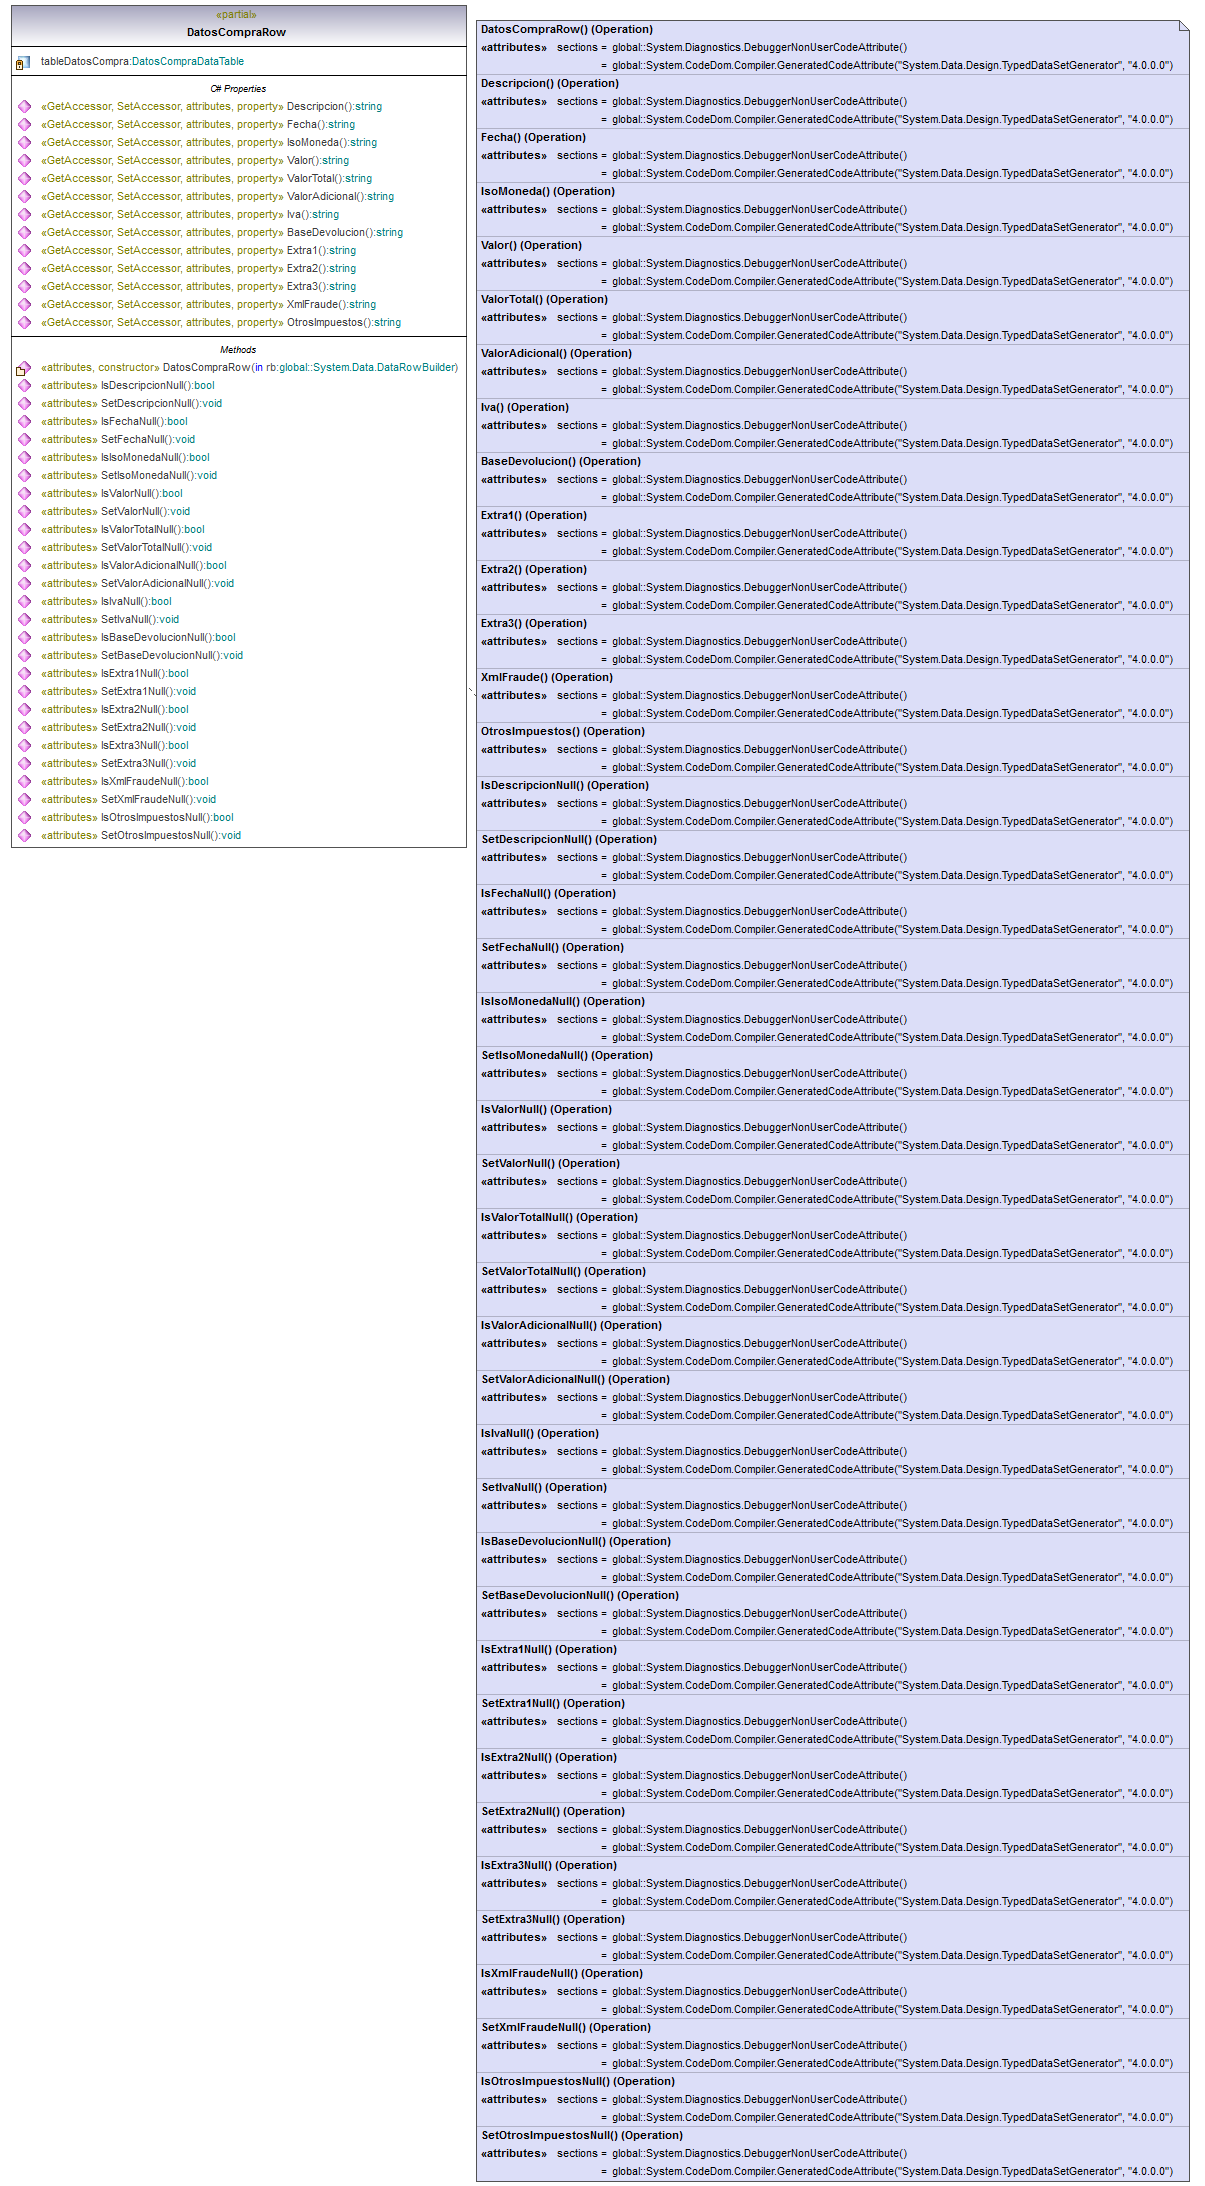 «partial»
DatosCompraRow
tableDatosCompra:DatosCompraDataTable
C# Properties
«GetAccessor, SetAccessor, attributes, property» Descripcion():string
«GetAccessor, SetAccessor, attributes, property» Fecha():string
«GetAccessor, SetAccessor, attributes, property» IsoMoneda():string
«GetAccessor, SetAccessor, attributes, property» Valor():string
«GetAccessor, SetAccessor, attributes, property» ValorTotal():string
«GetAccessor, SetAccessor, attributes, property» ValorAdicional():string
«GetAccessor, SetAccessor, attributes, property» Iva():string
«GetAccessor, SetAccessor, attributes, property» BaseDevolucion():string
«GetAccessor, SetAccessor, attributes, property» Extra1():string
«GetAccessor, SetAccessor, attributes, property» Extra2():string
«GetAccessor, SetAccessor, attributes, property» Extra3():string
«GetAccessor, SetAccessor, attributes, property» XmlFraude():string
«GetAccessor, SetAccessor, attributes, property» OtrosImpuestos():string
Methods
«attributes, constructor» DatosCompraRow(in rb:global::System.Data.DataRowBuilder)
«attributes» IsDescripcionNull():bool
«attributes» SetDescripcionNull():void
«attributes» IsFechaNull():bool
«attributes» SetFechaNull():void
«attributes» IsIsoMonedaNull():bool
«attributes» SetIsoMonedaNull():void
«attributes» IsValorNull():bool
«attributes» SetValorNull():void
«attributes» IsValorTotalNull():bool
«attributes» SetValorTotalNull():void
«attributes» IsValorAdicionalNull():bool
«attributes» SetValorAdicionalNull():void
«attributes» IsIvaNull():bool
«attributes» SetIvaNull():void
«attributes» IsBaseDevolucionNull():bool
«attributes» SetBaseDevolucionNull():void
«attributes» IsExtra1Null():bool
«attributes» SetExtra1Null():void
«attributes» IsExtra2Null():bool
«attributes» SetExtra2Null():void
«attributes» IsExtra3Null():bool
«attributes» SetExtra3Null():void
«attributes» IsXmlFraudeNull():bool
«attributes» SetXmlFraudeNull():void
«attributes» IsOtrosImpuestosNull():bool
«attributes» SetOtrosImpuestosNull():void
DatosCompraRow() (Operation)
«attributes» sections = global::System.Diagnostics.DebuggerNonUserCodeAttribute()
= global::System.CodeDom.Compiler.GeneratedCodeAttribute("System.Data.Design.TypedDataSetGenerator", "4.0.0.0")
Descripcion() (Operation)
«attributes» sections = global::System.Diagnostics.DebuggerNonUserCodeAttribute()
= global::System.CodeDom.Compiler.GeneratedCodeAttribute("System.Data.Design.TypedDataSetGenerator", "4.0.0.0")
Fecha() (Operation)
«attributes» sections = global::System.Diagnostics.DebuggerNonUserCodeAttribute()
= global::System.CodeDom.Compiler.GeneratedCodeAttribute("System.Data.Design.TypedDataSetGenerator", "4.0.0.0")
IsoMoneda() (Operation)
«attributes» sections = global::System.Diagnostics.DebuggerNonUserCodeAttribute()
= global::System.CodeDom.Compiler.GeneratedCodeAttribute("System.Data.Design.TypedDataSetGenerator", "4.0.0.0")
Valor() (Operation)
«attributes» sections = global::System.Diagnostics.DebuggerNonUserCodeAttribute()
= global::System.CodeDom.Compiler.GeneratedCodeAttribute("System.Data.Design.TypedDataSetGenerator", "4.0.0.0")
ValorTotal() (Operation)
«attributes» sections = global::System.Diagnostics.DebuggerNonUserCodeAttribute()
= global::System.CodeDom.Compiler.GeneratedCodeAttribute("System.Data.Design.TypedDataSetGenerator", "4.0.0.0")
ValorAdicional() (Operation)
«attributes» sections = global::System.Diagnostics.DebuggerNonUserCodeAttribute()
= global::System.CodeDom.Compiler.GeneratedCodeAttribute("System.Data.Design.TypedDataSetGenerator", "4.0.0.0")
Iva() (Operation)
«attributes» sections = global::System.Diagnostics.DebuggerNonUserCodeAttribute()
= global::System.CodeDom.Compiler.GeneratedCodeAttribute("System.Data.Design.TypedDataSetGenerator", "4.0.0.0")
BaseDevolucion() (Operation)
«attributes» sections = global::System.Diagnostics.DebuggerNonUserCodeAttribute()
= global::System.CodeDom.Compiler.GeneratedCodeAttribute("System.Data.Design.TypedDataSetGenerator", "4.0.0.0")
Extra1() (Operation)
«attributes» sections = global::System.Diagnostics.DebuggerNonUserCodeAttribute()
= global::System.CodeDom.Compiler.GeneratedCodeAttribute("System.Data.Design.TypedDataSetGenerator", "4.0.0.0")
Extra2() (Operation)
«attributes» sections = global::System.Diagnostics.DebuggerNonUserCodeAttribute()
= global::System.CodeDom.Compiler.GeneratedCodeAttribute("System.Data.Design.TypedDataSetGenerator", "4.0.0.0")
Extra3() (Operation)
«attributes» sections = global::System.Diagnostics.DebuggerNonUserCodeAttribute()
= global::System.CodeDom.Compiler.GeneratedCodeAttribute("System.Data.Design.TypedDataSetGenerator", "4.0.0.0")
XmlFraude() (Operation)
«attributes» sections = global::System.Diagnostics.DebuggerNonUserCodeAttribute()
= global::System.CodeDom.Compiler.GeneratedCodeAttribute("System.Data.Design.TypedDataSetGenerator", "4.0.0.0")
OtrosImpuestos() (Operation)
«attributes» sections = global::System.Diagnostics.DebuggerNonUserCodeAttribute()
= global::System.CodeDom.Compiler.GeneratedCodeAttribute("System.Data.Design.TypedDataSetGenerator", "4.0.0.0")
IsDescripcionNull() (Operation)
«attributes» sections = global::System.Diagnostics.DebuggerNonUserCodeAttribute()
= global::System.CodeDom.Compiler.GeneratedCodeAttribute("System.Data.Design.TypedDataSetGenerator", "4.0.0.0")
SetDescripcionNull() (Operation)
«attributes» sections = global::System.Diagnostics.DebuggerNonUserCodeAttribute()
= global::System.CodeDom.Compiler.GeneratedCodeAttribute("System.Data.Design.TypedDataSetGenerator", "4.0.0.0")
IsFechaNull() (Operation)
«attributes» sections = global::System.Diagnostics.DebuggerNonUserCodeAttribute()
= global::System.CodeDom.Compiler.GeneratedCodeAttribute("System.Data.Design.TypedDataSetGenerator", "4.0.0.0")
SetFechaNull() (Operation)
«attributes» sections = global::System.Diagnostics.DebuggerNonUserCodeAttribute()
= global::System.CodeDom.Compiler.GeneratedCodeAttribute("System.Data.Design.TypedDataSetGenerator", "4.0.0.0")
IsIsoMonedaNull() (Operation)
«attributes» sections = global::System.Diagnostics.DebuggerNonUserCodeAttribute()
= global::System.CodeDom.Compiler.GeneratedCodeAttribute("System.Data.Design.TypedDataSetGenerator", "4.0.0.0")
SetIsoMonedaNull() (Operation)
«attributes» sections = global::System.Diagnostics.DebuggerNonUserCodeAttribute()
= global::System.CodeDom.Compiler.GeneratedCodeAttribute("System.Data.Design.TypedDataSetGenerator", "4.0.0.0")
IsValorNull() (Operation)
«attributes» sections = global::System.Diagnostics.DebuggerNonUserCodeAttribute()
= global::System.CodeDom.Compiler.GeneratedCodeAttribute("System.Data.Design.TypedDataSetGenerator", "4.0.0.0")
SetValorNull() (Operation)
«attributes» sections = global::System.Diagnostics.DebuggerNonUserCodeAttribute()
= global::System.CodeDom.Compiler.GeneratedCodeAttribute("System.Data.Design.TypedDataSetGenerator", "4.0.0.0")
IsValorTotalNull() (Operation)
«attributes» sections = global::System.Diagnostics.DebuggerNonUserCodeAttribute()
= global::System.CodeDom.Compiler.GeneratedCodeAttribute("System.Data.Design.TypedDataSetGenerator", "4.0.0.0")
SetValorTotalNull() (Operation)
«attributes» sections = global::System.Diagnostics.DebuggerNonUserCodeAttribute()
= global::System.CodeDom.Compiler.GeneratedCodeAttribute("System.Data.Design.TypedDataSetGenerator", "4.0.0.0")
IsValorAdicionalNull() (Operation)
«attributes» sections = global::System.Diagnostics.DebuggerNonUserCodeAttribute()
= global::System.CodeDom.Compiler.GeneratedCodeAttribute("System.Data.Design.TypedDataSetGenerator", "4.0.0.0")
SetValorAdicionalNull() (Operation)
«attributes» sections = global::System.Diagnostics.DebuggerNonUserCodeAttribute()
= global::System.CodeDom.Compiler.GeneratedCodeAttribute("System.Data.Design.TypedDataSetGenerator", "4.0.0.0")
IsIvaNull() (Operation)
«attributes» sections = global::System.Diagnostics.DebuggerNonUserCodeAttribute()
= global::System.CodeDom.Compiler.GeneratedCodeAttribute("System.Data.Design.TypedDataSetGenerator", "4.0.0.0")
SetIvaNull() (Operation)
«attributes» sections = global::System.Diagnostics.DebuggerNonUserCodeAttribute()
= global::System.CodeDom.Compiler.GeneratedCodeAttribute("System.Data.Design.TypedDataSetGenerator", "4.0.0.0")
IsBaseDevolucionNull() (Operation)
«attributes» sections = global::System.Diagnostics.DebuggerNonUserCodeAttribute()
= global::System.CodeDom.Compiler.GeneratedCodeAttribute("System.Data.Design.TypedDataSetGenerator", "4.0.0.0")
SetBaseDevolucionNull() (Operation)
«attributes» sections = global::System.Diagnostics.DebuggerNonUserCodeAttribute()
= global::System.CodeDom.Compiler.GeneratedCodeAttribute("System.Data.Design.TypedDataSetGenerator", "4.0.0.0")
IsExtra1Null() (Operation)
«attributes» sections = global::System.Diagnostics.DebuggerNonUserCodeAttribute()
= global::System.CodeDom.Compiler.GeneratedCodeAttribute("System.Data.Design.TypedDataSetGenerator", "4.0.0.0")
SetExtra1Null() (Operation)
«attributes» sections = global::System.Diagnostics.DebuggerNonUserCodeAttribute()
= global::System.CodeDom.Compiler.GeneratedCodeAttribute("System.Data.Design.TypedDataSetGenerator", "4.0.0.0")
IsExtra2Null() (Operation)
«attributes» sections = global::System.Diagnostics.DebuggerNonUserCodeAttribute()
= global::System.CodeDom.Compiler.GeneratedCodeAttribute("System.Data.Design.TypedDataSetGenerator", "4.0.0.0")
SetExtra2Null() (Operation)
«attributes» sections = global::System.Diagnostics.DebuggerNonUserCodeAttribute()
= global::System.CodeDom.Compiler.GeneratedCodeAttribute("System.Data.Design.TypedDataSetGenerator", "4.0.0.0")
IsExtra3Null() (Operation)
«attributes» sections = global::System.Diagnostics.DebuggerNonUserCodeAttribute()
= global::System.CodeDom.Compiler.GeneratedCodeAttribute("System.Data.Design.TypedDataSetGenerator", "4.0.0.0")
SetExtra3Null() (Operation)
«attributes» sections = global::System.Diagnostics.DebuggerNonUserCodeAttribute()
= global::System.CodeDom.Compiler.GeneratedCodeAttribute("System.Data.Design.TypedDataSetGenerator", "4.0.0.0")
IsXmlFraudeNull() (Operation)
«attributes» sections = global::System.Diagnostics.DebuggerNonUserCodeAttribute()
= global::System.CodeDom.Compiler.GeneratedCodeAttribute("System.Data.Design.TypedDataSetGenerator", "4.0.0.0")
SetXmlFraudeNull() (Operation)
«attributes» sections = global::System.Diagnostics.DebuggerNonUserCodeAttribute()
= global::System.CodeDom.Compiler.GeneratedCodeAttribute("System.Data.Design.TypedDataSetGenerator", "4.0.0.0")
IsOtrosImpuestosNull() (Operation)
«attributes» sections = global::System.Diagnostics.DebuggerNonUserCodeAttribute()
= global::System.CodeDom.Compiler.GeneratedCodeAttribute("System.Data.Design.TypedDataSetGenerator", "4.0.0.0")
SetOtrosImpuestosNull() (Operation)
«attributes» sections = global::System.Diagnostics.DebuggerNonUserCodeAttribute()
= global::System.CodeDom.Compiler.GeneratedCodeAttribute("System.Data.Design.TypedDataSetGenerator", "4.0.0.0")